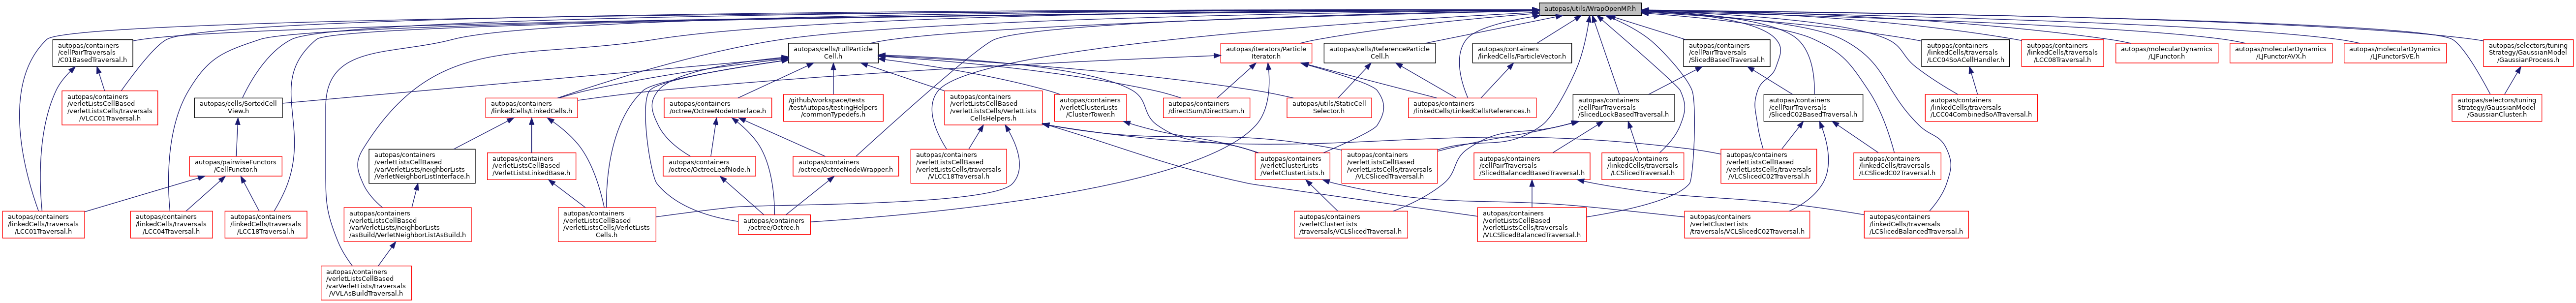 autopas/utils/WrapOpenMP.h
autopas/containers
/cellPairTraversals
/C01BasedTraversal.h
autopas/cells/FullParticle
Cell.h
autopas/iterators/Particle
Iterator.h
autopas/cells/ReferenceParticle
Cell.h
autopas/containers
/linkedCells/ParticleVector.h
autopas/containers
/cellPairTraversals
/SlicedBasedTraversal.h
autopas/containers
/linkedCells/traversals
/LCC04SoACellHandler.h
autopas/containers
/linkedCells/traversals
/LCC08Traversal.h
autopas/molecularDynamics
/LJFunctor.h
autopas/molecularDynamics
/LJFunctorAVX.h
autopas/molecularDynamics
/LJFunctorSVE.h
autopas/selectors/tuning
Strategy/GaussianModel
/GaussianProcess.h
autopas/containers
/verletListsCellBased
/verletListsCells/traversals
/VLCC01Traversal.h
autopas/cells/SortedCell
View.h
autopas/containers
/linkedCells/LinkedCells.h
autopas/containers
/octree/OctreeNodeInterface.h
/github/workspace/tests
/testAutopas/testingHelpers
/commonTypedefs.h
autopas/containers
/verletListsCellBased
/verletListsCells/VerletLists
CellsHelpers.h
autopas/containers
/verletClusterLists
/ClusterTower.h
autopas/containers
/directSum/DirectSum.h
autopas/utils/StaticCell
Selector.h
autopas/containers
/linkedCells/LinkedCellsReferences.h
autopas/containers
/cellPairTraversals
/SlicedLockBasedTraversal.h
autopas/containers
/cellPairTraversals
/SlicedC02BasedTraversal.h
autopas/containers
/linkedCells/traversals
/LCC04CombinedSoATraversal.h
autopas/selectors/tuning
Strategy/GaussianModel
/GaussianCluster.h
autopas/pairwiseFunctors
/CellFunctor.h
autopas/containers
/verletListsCellBased
/varVerletLists/neighborLists
/VerletNeighborListInterface.h
autopas/containers
/verletListsCellBased
/VerletListsLinkedBase.h
autopas/containers
/octree/OctreeLeafNode.h
autopas/containers
/octree/OctreeNodeWrapper.h
autopas/containers
/verletListsCellBased
/verletListsCells/traversals
/VLCC18Traversal.h
autopas/containers
/verletClusterLists
/VerletClusterLists.h
autopas/containers
/verletListsCellBased
/verletListsCells/traversals
/VLCSlicedTraversal.h
autopas/containers
/cellPairTraversals
/SlicedBalancedBasedTraversal.h
autopas/containers
/linkedCells/traversals
/LCSlicedTraversal.h
autopas/containers
/verletListsCellBased
/verletListsCells/traversals
/VLCSlicedC02Traversal.h
autopas/containers
/linkedCells/traversals
/LCSlicedC02Traversal.h
autopas/containers
/linkedCells/traversals
/LCC01Traversal.h
autopas/containers
/linkedCells/traversals
/LCC04Traversal.h
autopas/containers
/linkedCells/traversals
/LCC18Traversal.h
autopas/containers
/verletListsCellBased
/varVerletLists/neighborLists
/asBuild/VerletNeighborListAsBuild.h
autopas/containers
/verletListsCellBased
/verletListsCells/VerletLists
Cells.h
autopas/containers
/octree/Octree.h
autopas/containers
/verletClusterLists
/traversals/VCLSlicedTraversal.h
autopas/containers
/verletListsCellBased
/verletListsCells/traversals
/VLCSlicedBalancedTraversal.h
autopas/containers
/verletClusterLists
/traversals/VCLSlicedC02Traversal.h
autopas/containers
/linkedCells/traversals
/LCSlicedBalancedTraversal.h
autopas/containers
/verletListsCellBased
/varVerletLists/traversals
/VVLAsBuildTraversal.h